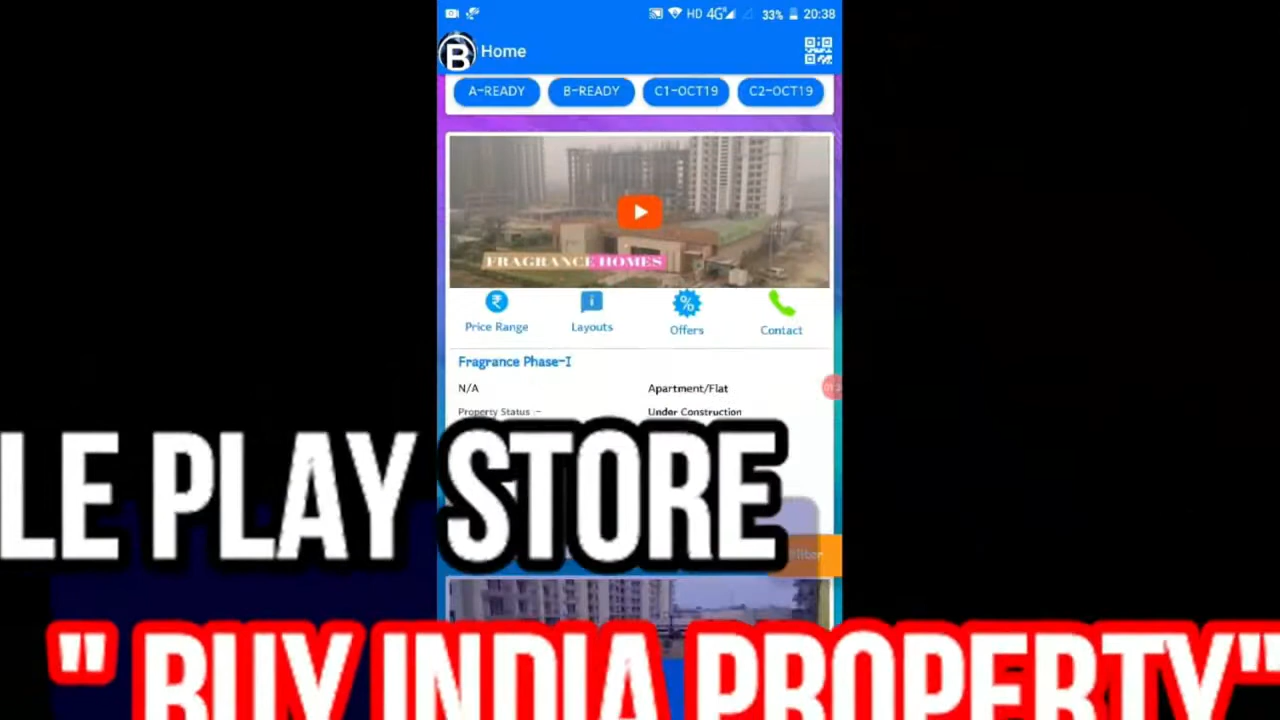 HD 4G 33% 20:38
B Home
A-READY B-READY C1-OCT19 C2-OCT19
FRAGRANCE HOMES
Price Range Layouts Offers Contact
Fragrance Phase-I
N/A Apartment/Flat
Property Status :- Under Construction
LE PLAY STORE
" BUY INDIA PROPERTY"